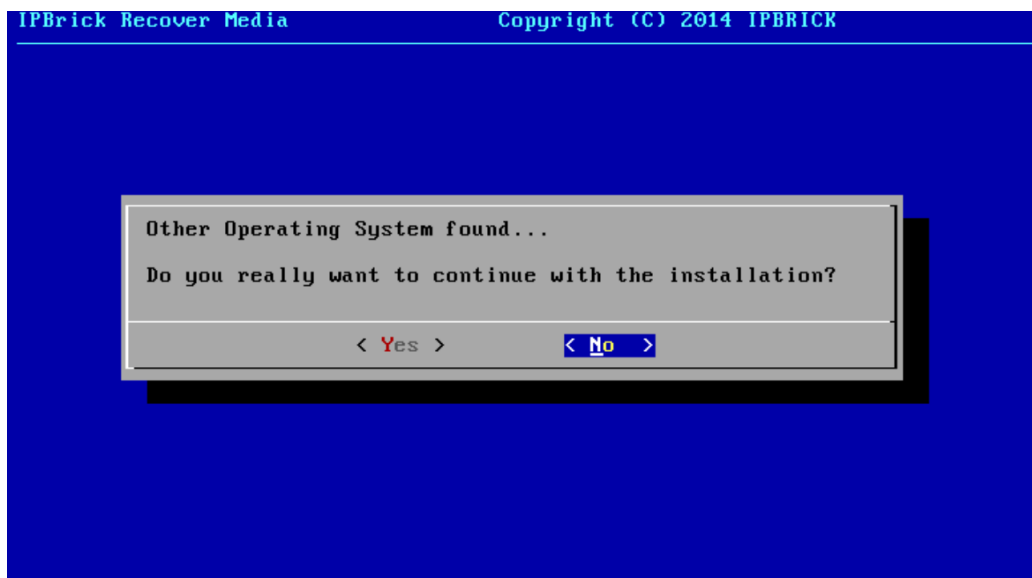 IPBrick Recover Media Copyright (C) 2014 IPBRICK
Other Operating System found...
Do you really want to continue with the installation?
< Yes > < No >